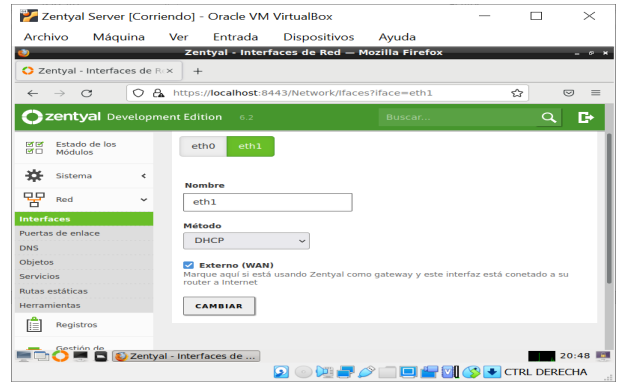 Zentyal Server [Corriendo] - Oracle VM VirtualBox
Archivo Máquina Ver Entrada Dispositivos Ayuda
Zentyal - Interfaces de Red — Mozilla Firefox
Zentyal - Interfaces de Re
https://localhost:8443/Network/Ifaces?iface=eth1
zentyal Development Edition 6.2 Buscar...
Estado de los Módulos
Sistema
Red
Interfaces
Puertas de enlace
DNS
Objetos
Servicios
Rutas estáticas
Herramientas
Registros
Gestión de
eth0 eth1
Nombre
eth1
Método
DHCP
Externo (WAN)
Marque aquí si está usando Zentyal como gateway y este interfaz está conetado a su
router a Internet
CAMBIAR
Zentyal - Interfaces de ... 20:48
CTRL DERECHA